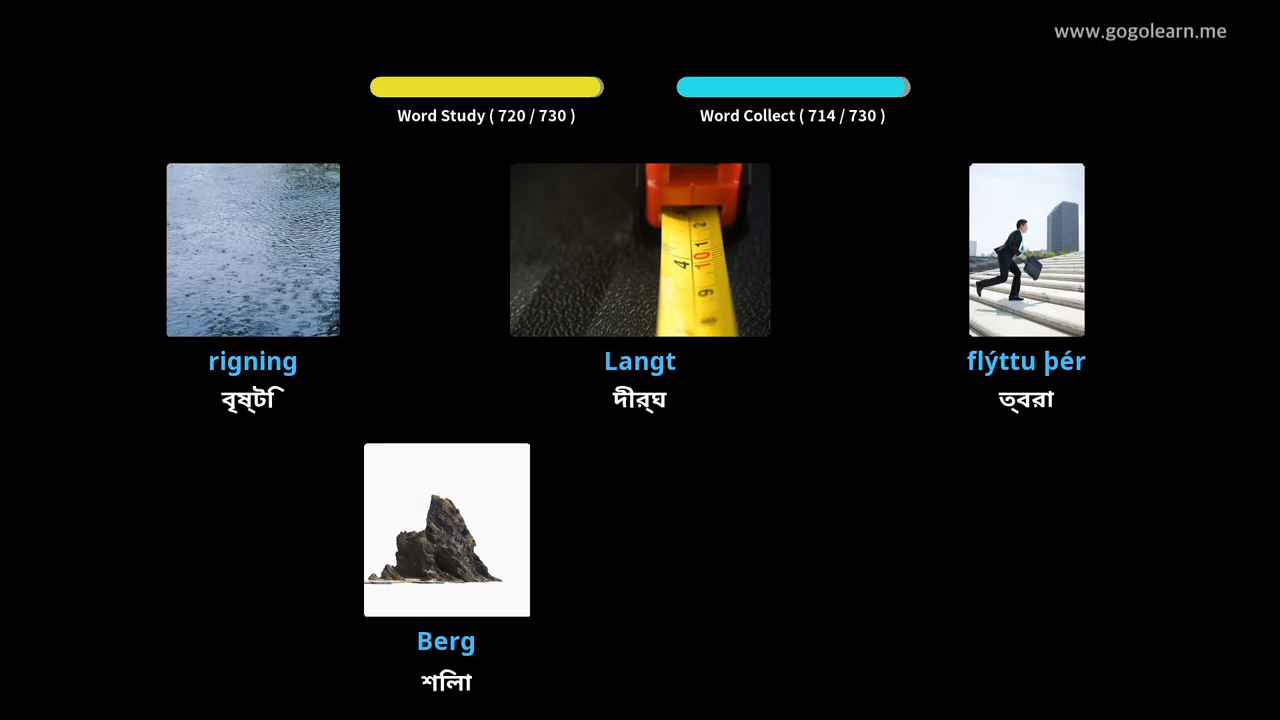 www.gogolearn.me
Word Study ( 720 / 730 )
Word Collect ( 714 / 730 )
rigning
Langt
flýttu þér
বৃষ্টি
দীর্ঘ
ত্বরা
Berg
শিলা